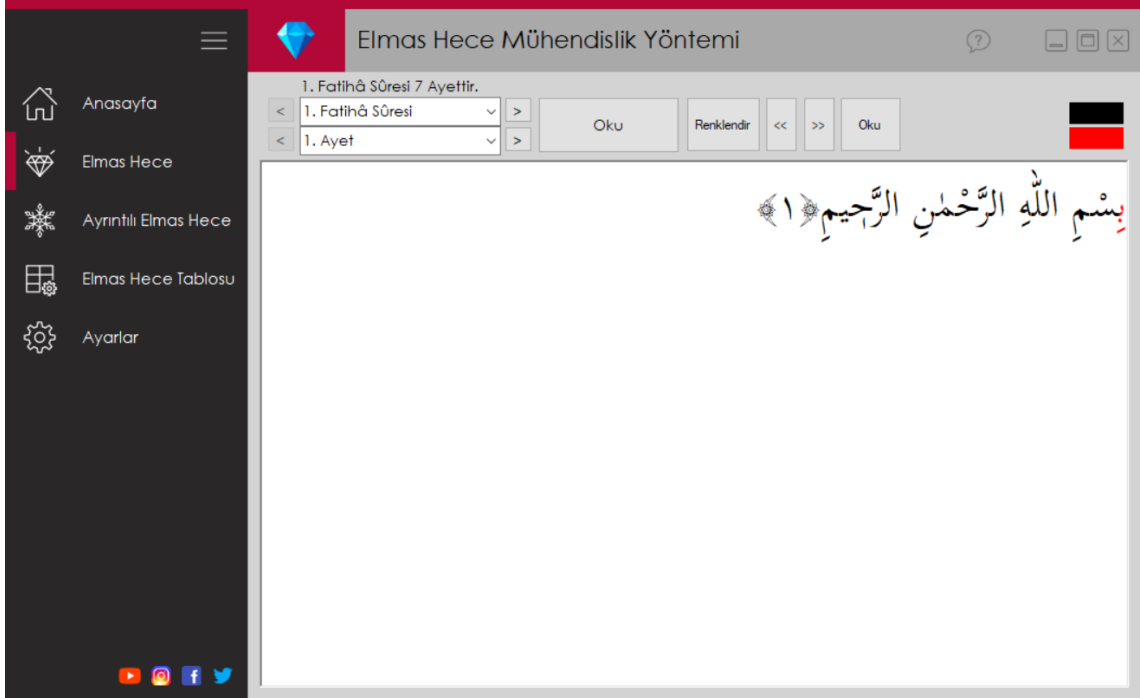 Elmas Hece Mühendislik Yöntemi
?
Anasayfa
Elmas Hece
Ayrıntılı Elmas Hece
Elmas Hece Tablosu
Ayarlar
1. Fatihâ Sûresi 7 Ayettir.
< 1. Fatihâ Sûresi >
< 1. Ayet >
Oku Renklendir << >> Oku
بِسْمِ اللّٰهِ الرَّحْمٰنِ الرَّح۪يمِ﴿١﴾